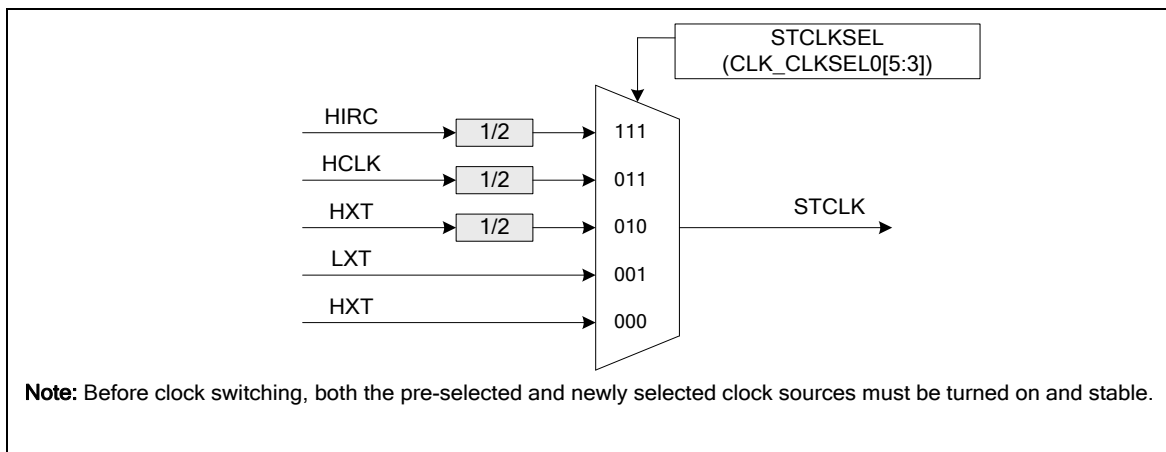 STCLKSEL
(CLK_CLKSEL0[5:3])
HIRC
1/2
111
HCLK
1/2
011
HXT
1/2
010
STCLK
LXT
001
HXT
000
Note: Before clock switching, both the pre-selected and newly selected clock sources must be turned on and stable.